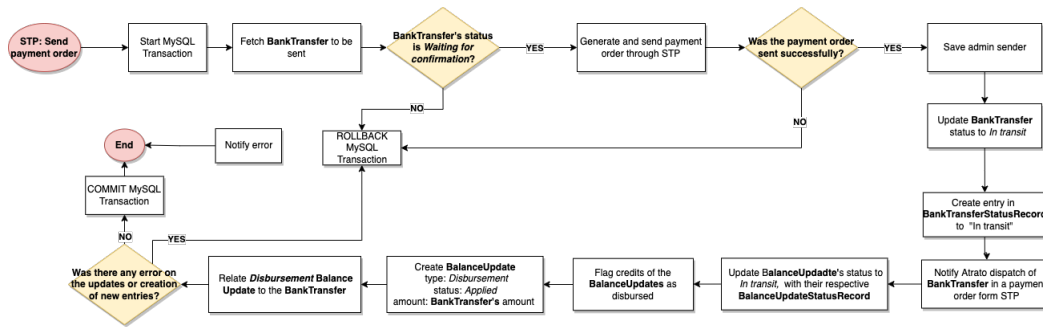 STP: Send
payment order
Start MySQL
Transaction
Fetch BankTransfer to be
sent
BankTransfer's status
is Waiting for
confirmation?
YES
Generate and send payment
order through STP
Was the payment order
sent successfully?
YES
Save admin sender
NO
NO
Update BankTransfer
status to In transit
End
Notify error
ROLLBACK
MySQL
Transaction
COMMIT MySQL
Transaction
Create entry in
BankTransferStatusRecord
to "In transit"
NO
YES
Was there any error on
the updates or creation
of new entries?
Relate Disbursement Balance
Update to the BankTransfer
Create BalanceUpdate
type: Disbursement
status: Applied
amount: BankTransfer's amount
Flag credits of the
BalanceUpdates as
disbursed
Update BalanceUpdadte's status to
In transit, with their respective
BalanceUpdateStatusRecord
Notify Atrato dispatch of
BankTransfer in a payment
order form STP